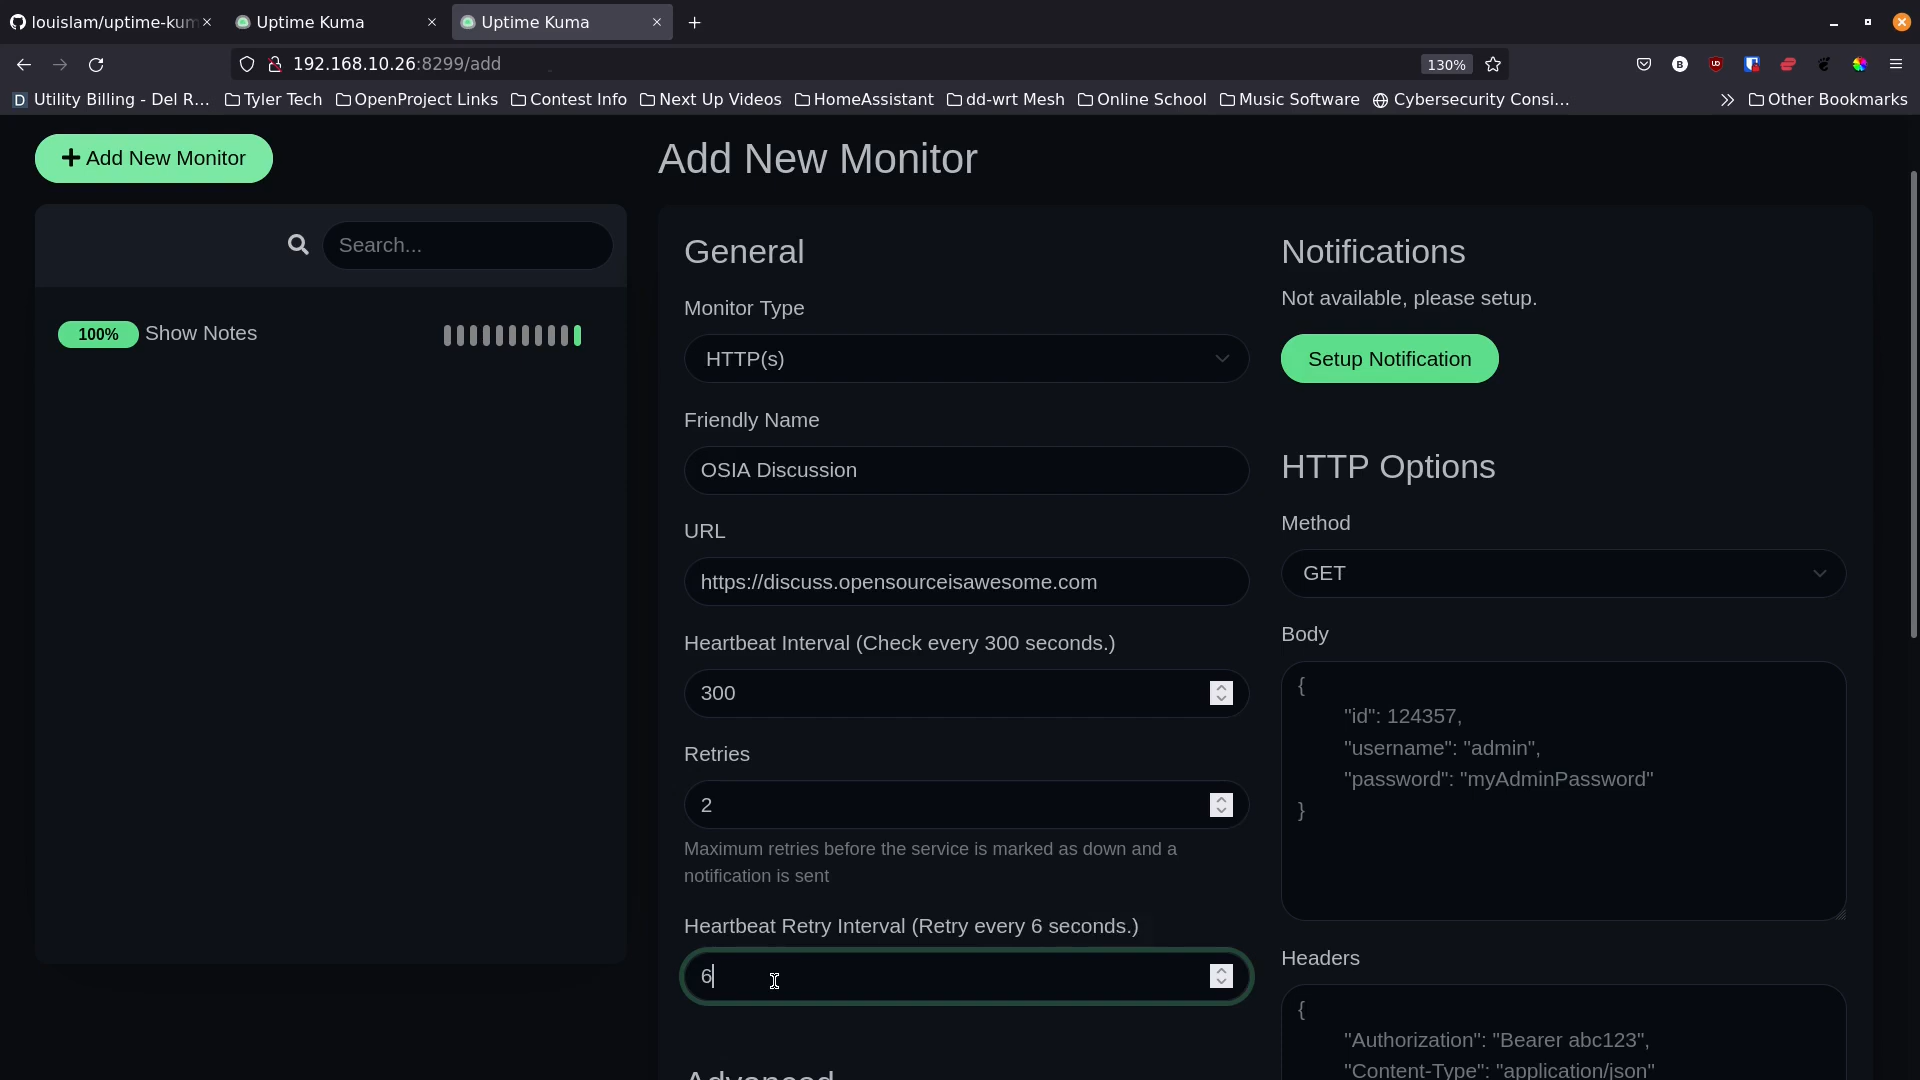 louislam/uptime-kum
Uptime Kuma
Uptime Kuma
192.168.10.26:8299/add
130%
Utility Billing - Del R...
Tyler Tech
OpenProject Links
Contest Info
Next Up Videos
HomeAssistant
dd-wrt Mesh
Online School
Music Software
Cybersecurity Consi...
Other Bookmarks
Add New Monitor
Search...
100%
Show Notes
Add New Monitor
General
Monitor Type
HTTP(s)
Friendly Name
OSIA Discussion
URL
https://discuss.opensourceisawesome.com
Heartbeat Interval (Check every 300 seconds.)
300
Retries
2
Maximum retries before the service is marked as down and a
notification is sent
Heartbeat Retry Interval (Retry every 6 seconds.)
6
Advanced
Notifications
Not available, please setup.
Setup Notification
HTTP Options
Method
GET
Body
{
"id": 124357,
"username": "admin",
"password": "myAdminPassword"
}
Headers
{
"Authorization": "Bearer abc123",
"Content-Type": "application/json"